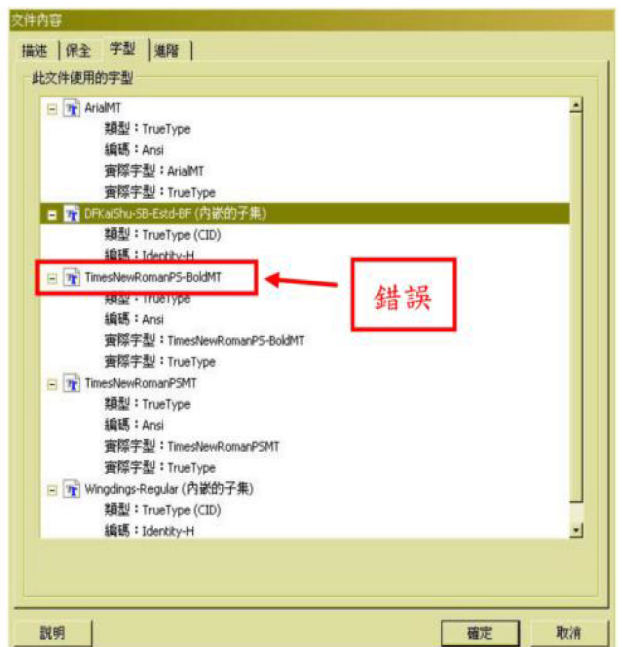 文件內容
描述 保全 字型 進階
此文件使用的字型
ArialMT
類型：TrueType
編碼：Ansi
實際字型：ArialMT
實際字型：TrueType
DFKaiShu-SB-Estd-BF (內嵌的子集)
類型：TrueType (CID)
編碼：Identity-H
TimesNewRomanPS-BoldMT
錯誤
類型：TrueType
編碼：Ansi
實際字型：TimesNewRomanPS-BoldMT
實際字型：TrueType
TimesNewRomanPSMT
類型：TrueType
編碼：Ansi
實際字型：TimesNewRomanPSMT
實際字型：TrueType
Wingdings-Regular (內嵌的子集)
類型：TrueType (CID)
編碼：Identity-H
說明 確定 取消